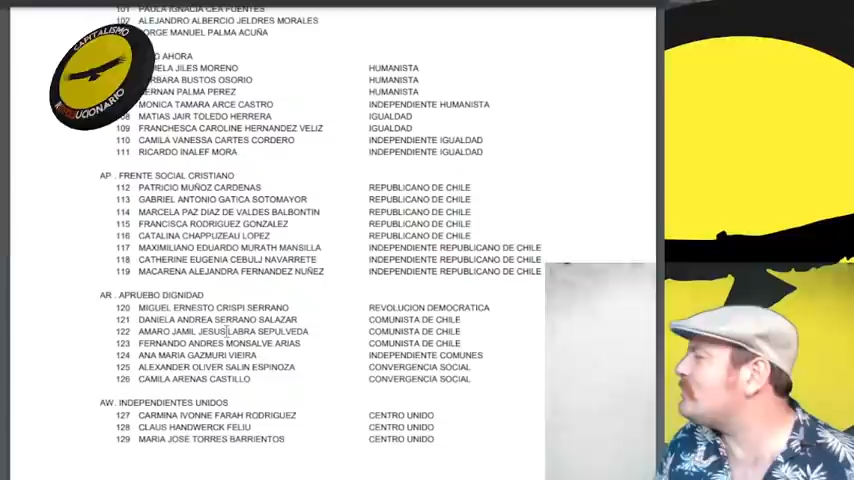 101 PAULA IGNACIA CEA FUENTES
102 ALEJANDRO ALBERCIO JELDRES MORALES
JORGE MANUEL PALMA ACUÑA
AHORA
JILES MORENO HUMANISTA
BUSTOS OSORIO HUMANISTA
PALMA PEREZ HUMANISTA
MONICA TAMARA ARCE CASTRO INDEPENDIENTE HUMANISTA
MATIAS JAIR TOLEDO HERRERA IGUALDAD
109 FRANCHESCA CAROLINE HERNANDEZ VELIZ IGUALDAD
110 CAMILA VANESSA CARTES CORDERO INDEPENDIENTE IGUALDAD
111 RICARDO INALEF MORA INDEPENDIENTE IGUALDAD
AP . FRENTE SOCIAL CRISTIANO
112 PATRICIO MUÑOZ CARDENAS REPUBLICANO DE CHILE
113 GABRIEL ANTONIO GATICA SOTOMAYOR REPUBLICANO DE CHILE
114 MARCELA PAZ DIAZ DE VALDES BALBONTIN REPUBLICANO DE CHILE
115 FRANCISCA RODRIGUEZ GONZALEZ REPUBLICANO DE CHILE
116 CATALINA CHAPPUZEAU LOPEZ REPUBLICANO DE CHILE
117 MAXIMILIANO EDUARDO MURATH MANSILLA INDEPENDIENTE REPUBLICANO DE CHILE
118 CATHERINE EUGENIA CEBULJ NAVARRETE INDEPENDIENTE REPUBLICANO DE CHILE
119 MACARENA ALEJANDRA FERNANDEZ NUÑEZ INDEPENDIENTE REPUBLICANO DE CHILE
AR . APRUEBO DIGNIDAD
120 MIGUEL ERNESTO CRISPI SERRANO REVOLUCION DEMOCRATICA
121 DANIELA ANDREA SERRANO SALAZAR COMUNISTA DE CHILE
122 AMARO JAMIL JESUS LABRA SEPULVEDA COMUNISTA DE CHILE
123 FERNANDO ANDRES MONSALVE ARIAS COMUNISTA DE CHILE
124 ANA MARIA GAZMURI VIEIRA INDEPENDIENTE COMUNES
125 ALEXANDER OLIVER SALIN ESPINOZA CONVERGENCIA SOCIAL
126 CAMILA ARENAS CASTILLO CONVERGENCIA SOCIAL
AW . INDEPENDIENTES UNIDOS
127 CARMINA IVONNE FARAH RODRIGUEZ CENTRO UNIDO
128 CLAUS HANDWERCK FELIU CENTRO UNIDO
129 MARIA JOSE TORRES BARRIENTOS CENTRO UNIDO
CAPITALISMO
REVOLUCIONARIO